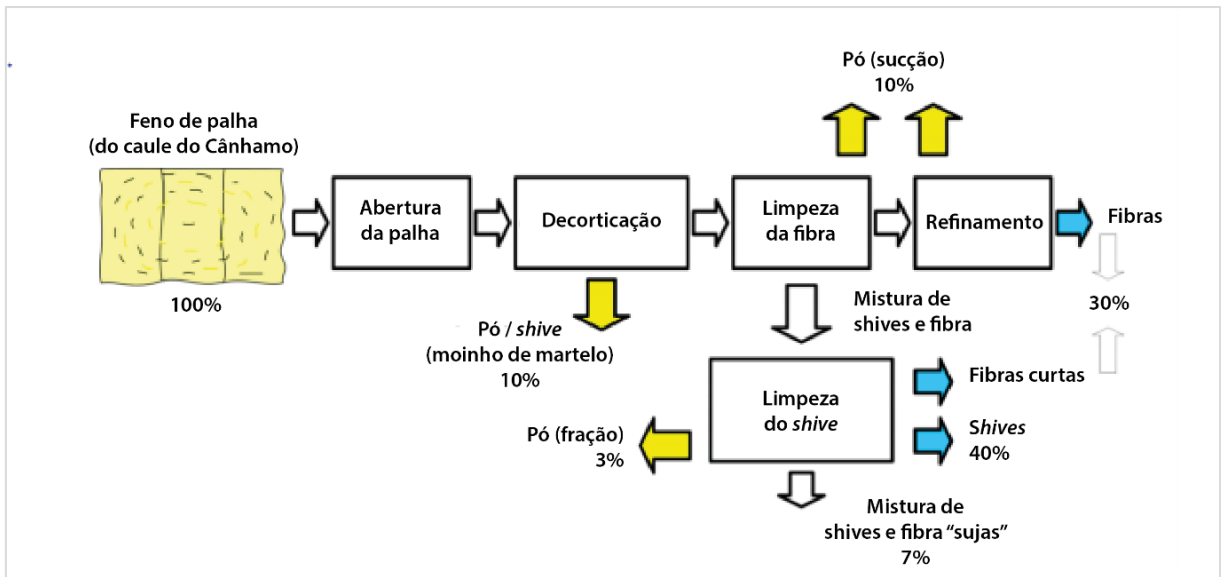 Pó (sucção)
10%
Feno de palha
(do caule do Cânhamo)
100%
Abertura
da palha
Decorticação
Limpeza
da fibra
Refinamento
Fibras
30%
Pó / shive
(moinho de martelo)
10%
Mistura de
shives e fibra
Limpeza
do shive
Fibras curtas
Shives
40%
Pó (fração)
3%
Mistura de
shives e fibra “sujas”
7%